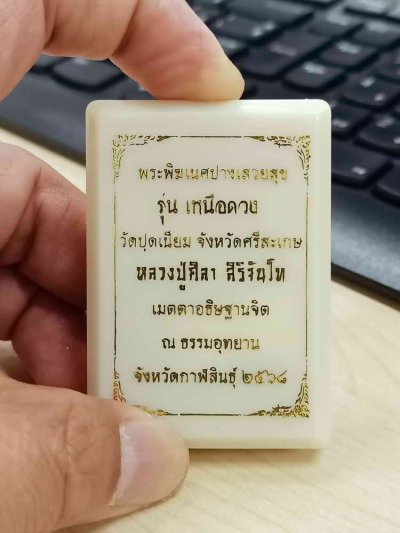 พระพิฆเนศปางเสวยสุข
รุ่น เหนือดวง
วัดปุดเนียม จังหวัดศรีสะเกษ
หลวงปู่ศิลา สิริจันโท
เมตตาอธิษฐานจิต
ณ ธรรมอุทยาน
จังหวัดกาฬสินธุ์ ๒๕๖๘